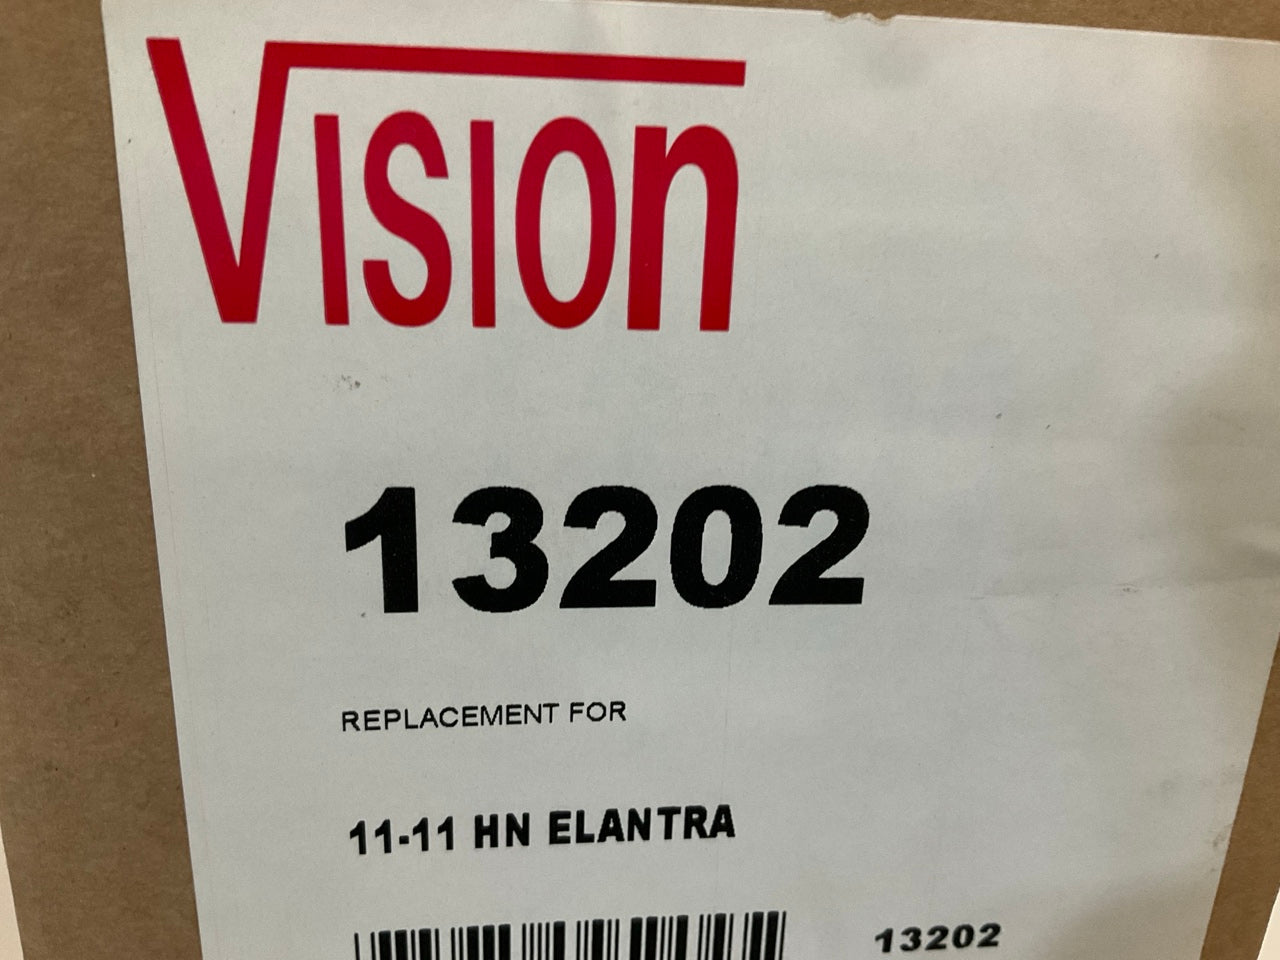 Vision
13202
REPLACEMENT FOR
11-11 HN ELANTRA
13202